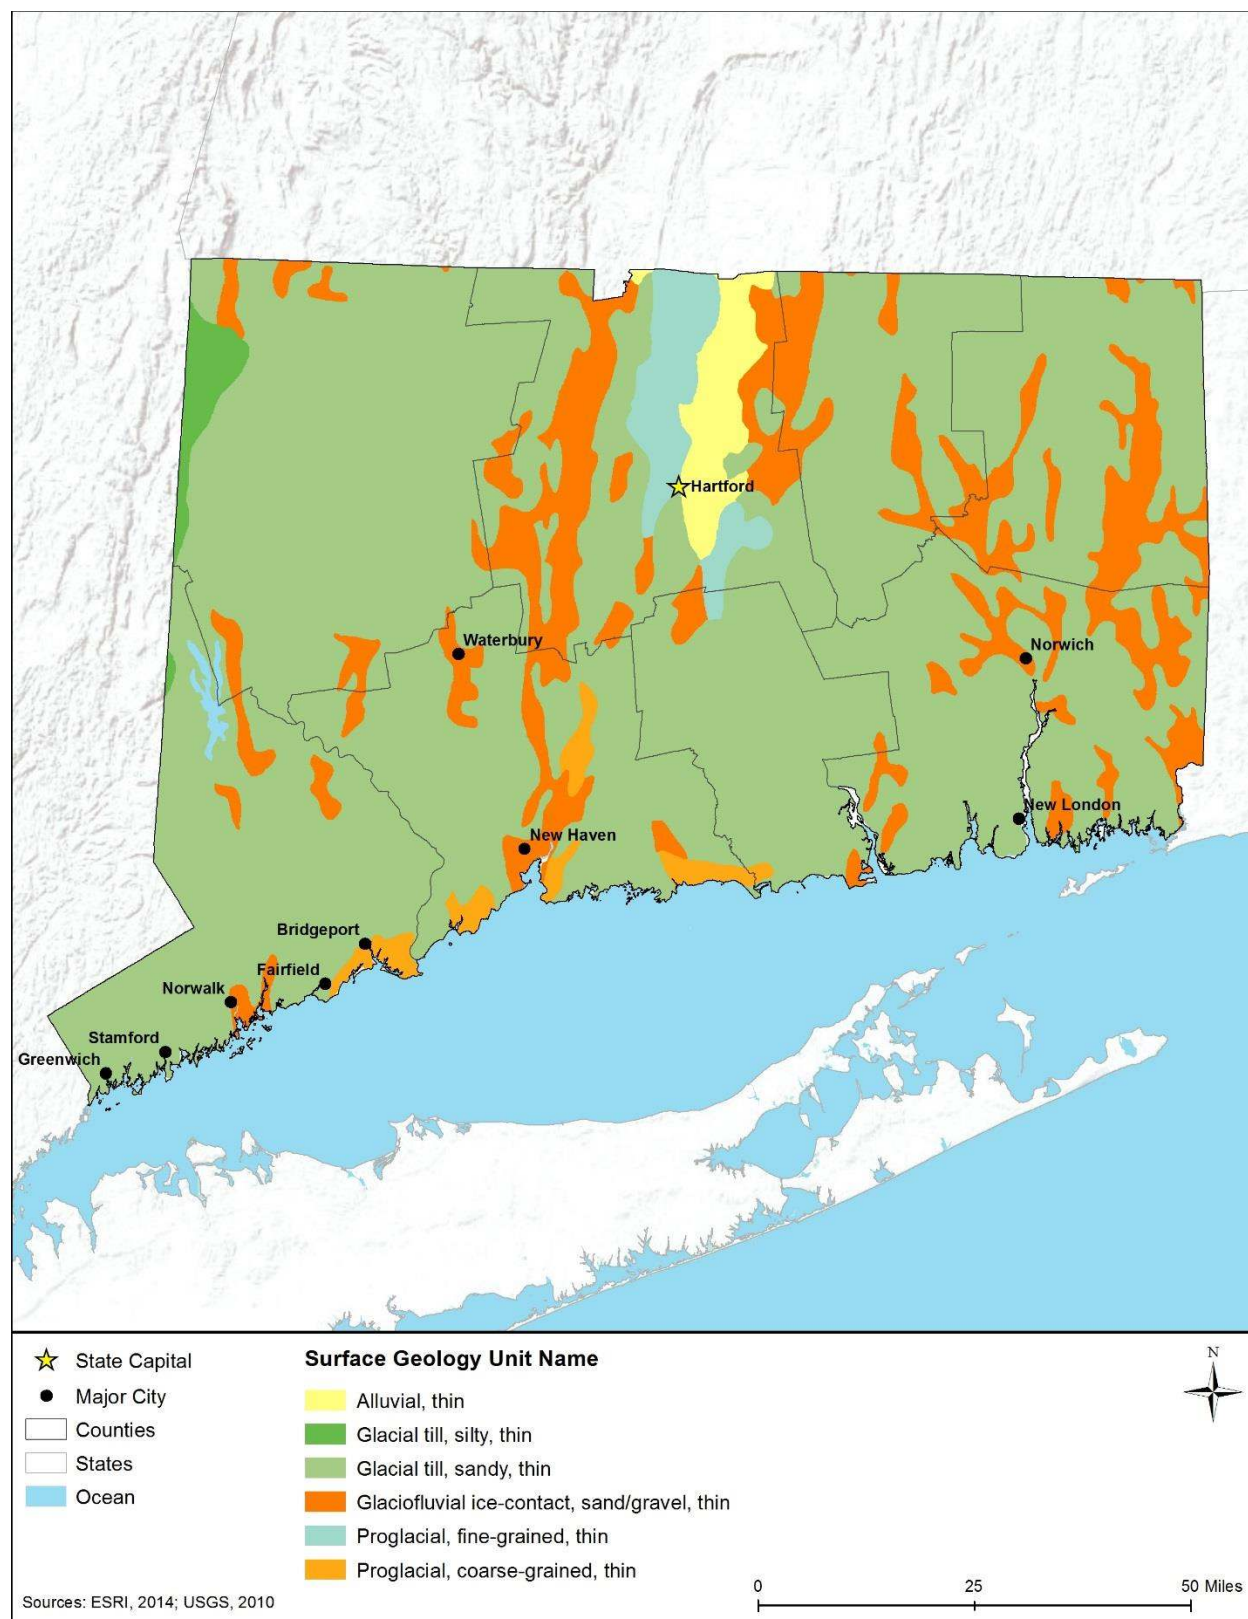 Hartford
Waterbury
Norwich
New London
New Haven
Bridgeport
Fairfield
Norwalk
Stamford
Greenwich
State Capital
Major City
Counties
States
Ocean
Surface Geology Unit Name
Alluvial, thin
Glacial till, silty, thin
Glacial till, sandy, thin
Glaciofluvial ice-contact, sand/gravel, thin
Proglacial, fine-grained, thin
Proglacial, coarse-grained, thin
N
0 25 50 Miles
Sources: ESRI, 2014; USGS, 2010